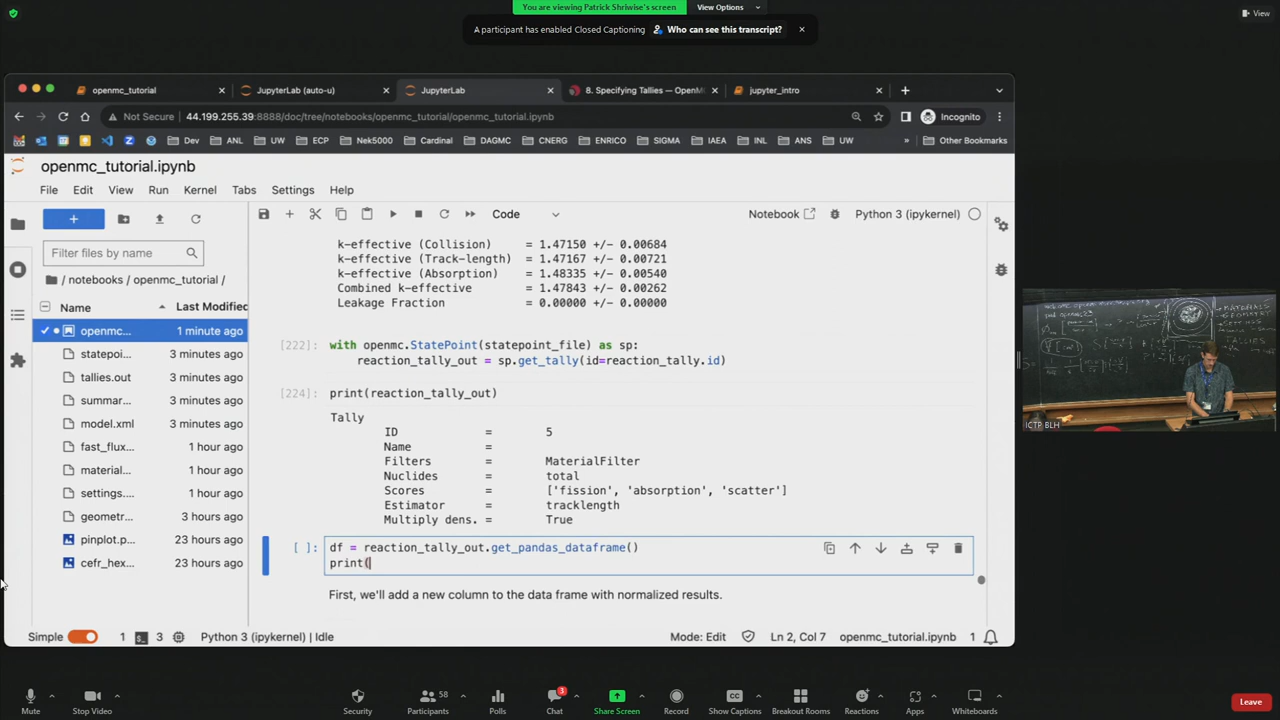 You are viewing Patrick Shriwise's screen
View Options
View
A participant has enabled Closed Captioning
Who can see this transcript?
openmc_tutorial
JupyterLab (auto-u)
JupyterLab
8. Specifying Tallies — OpenM
jupyter_intro
Not Secure
44.199.255.39:8888/doc/tree/notebooks/openmc_tutorial/openmc_tutorial.ipynb
Incognito
Dev
ANL
UW
ECP
Nek5000
Cardinal
DAGMC
CNERG
ENRICO
SIGMA
IAEA
INL
ANS
UW
»
Other Bookmarks
openmc_tutorial.ipynb
File Edit View Run Kernel Tabs Settings Help
Code
Notebook
Python 3 (ipykernel)
Filter files by name
/ notebooks / openmc_tutorial /
Name Last Modified
openmc... 1 minute ago
statepoi... 3 minutes ago
tallies.out 3 minutes ago
summar... 3 minutes ago
model.xml 3 minutes ago
fast_flux... 1 hour ago
material... 1 hour ago
settings.... 1 hour ago
geometr... 3 hours ago
pinplot.p... 23 hours ago
cefr_hex... 23 hours ago
k-effective (Collision) = 1.47150 +/- 0.00684
k-effective (Track-length) = 1.47167 +/- 0.00721
k-effective (Absorption) = 1.48335 +/- 0.00540
Combined k-effective = 1.47843 +/- 0.00262
Leakage Fraction = 0.00000 +/- 0.00000
[222]: with openmc.StatePoint(statepoint_file) as sp:
reaction_tally_out = sp.get_tally(id=reaction_tally.id)
[224]: print(reaction_tally_out)
Tally
ID = 5
Name =
Filters = MaterialFilter
Nuclides = total
Scores = ['fission', 'absorption', 'scatter']
Estimator = tracklength
Multiply dens. = True
[ ]: df = reaction_tally_out.get_pandas_dataframe()
print(
First, we'll add a new column to the data frame with normalized results.
Simple
1
3
Python 3 (ipykernel) | Idle
Mode: Edit
Ln 2, Col 7
openmc_tutorial.ipynb
1
MATERIALS
GEOMETRY
SETTINGS
TALLIES
ICTP BLH
Mute
Stop Video
Security
58
Participants
Polls
3
Chat
Share Screen
Record
CC
Show Captions
Breakout Rooms
Reactions
Apps
Whiteboards
Leave